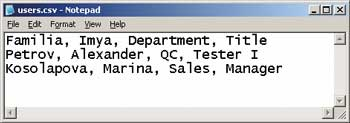 users.csv - Notepad
File Edit Format View Help
Familia, Imya, Department, Title
Petrov, Alexander, QC, Tester I
Kosolapova, Marina, Sales, Manager